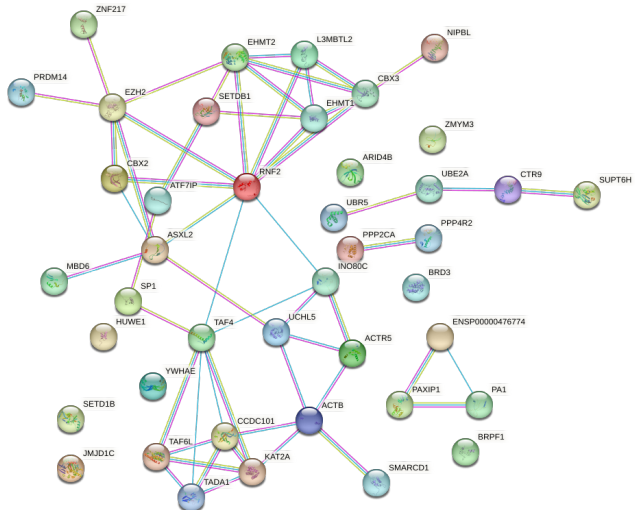 ZNF217
EHMT2
L3MBTL2
NIPBL
PRDM14
EZH2
SETDB1
CBX3
EHMT1
ZMYM3
CBX2
ATF7IP
RNF2
ARID4B
UBE2A
CTR9
SUPT6H
UBR5
ASXL2
PPP2CA
PPP4R2
MBD6
INO80C
BRD3
SP1
HUWE1
TAF4
UCHL5
ACTR5
ENSP00000476774
YWHAE
PAXIP1
PA1
SETD1B
CCDC101
ACTB
BRPF1
JMJD1C
TAF6L
KAT2A
SMARCD1
TADA1